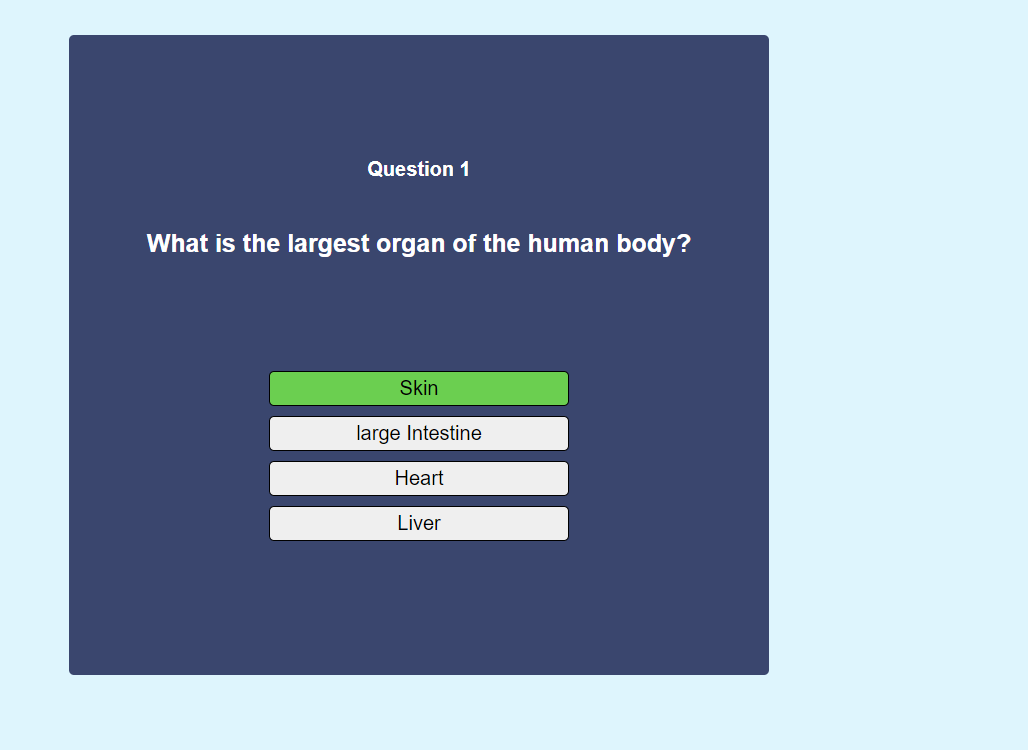 Question 1
What is the largest organ of the human body?
Skin
large Intestine
Heart
Liver